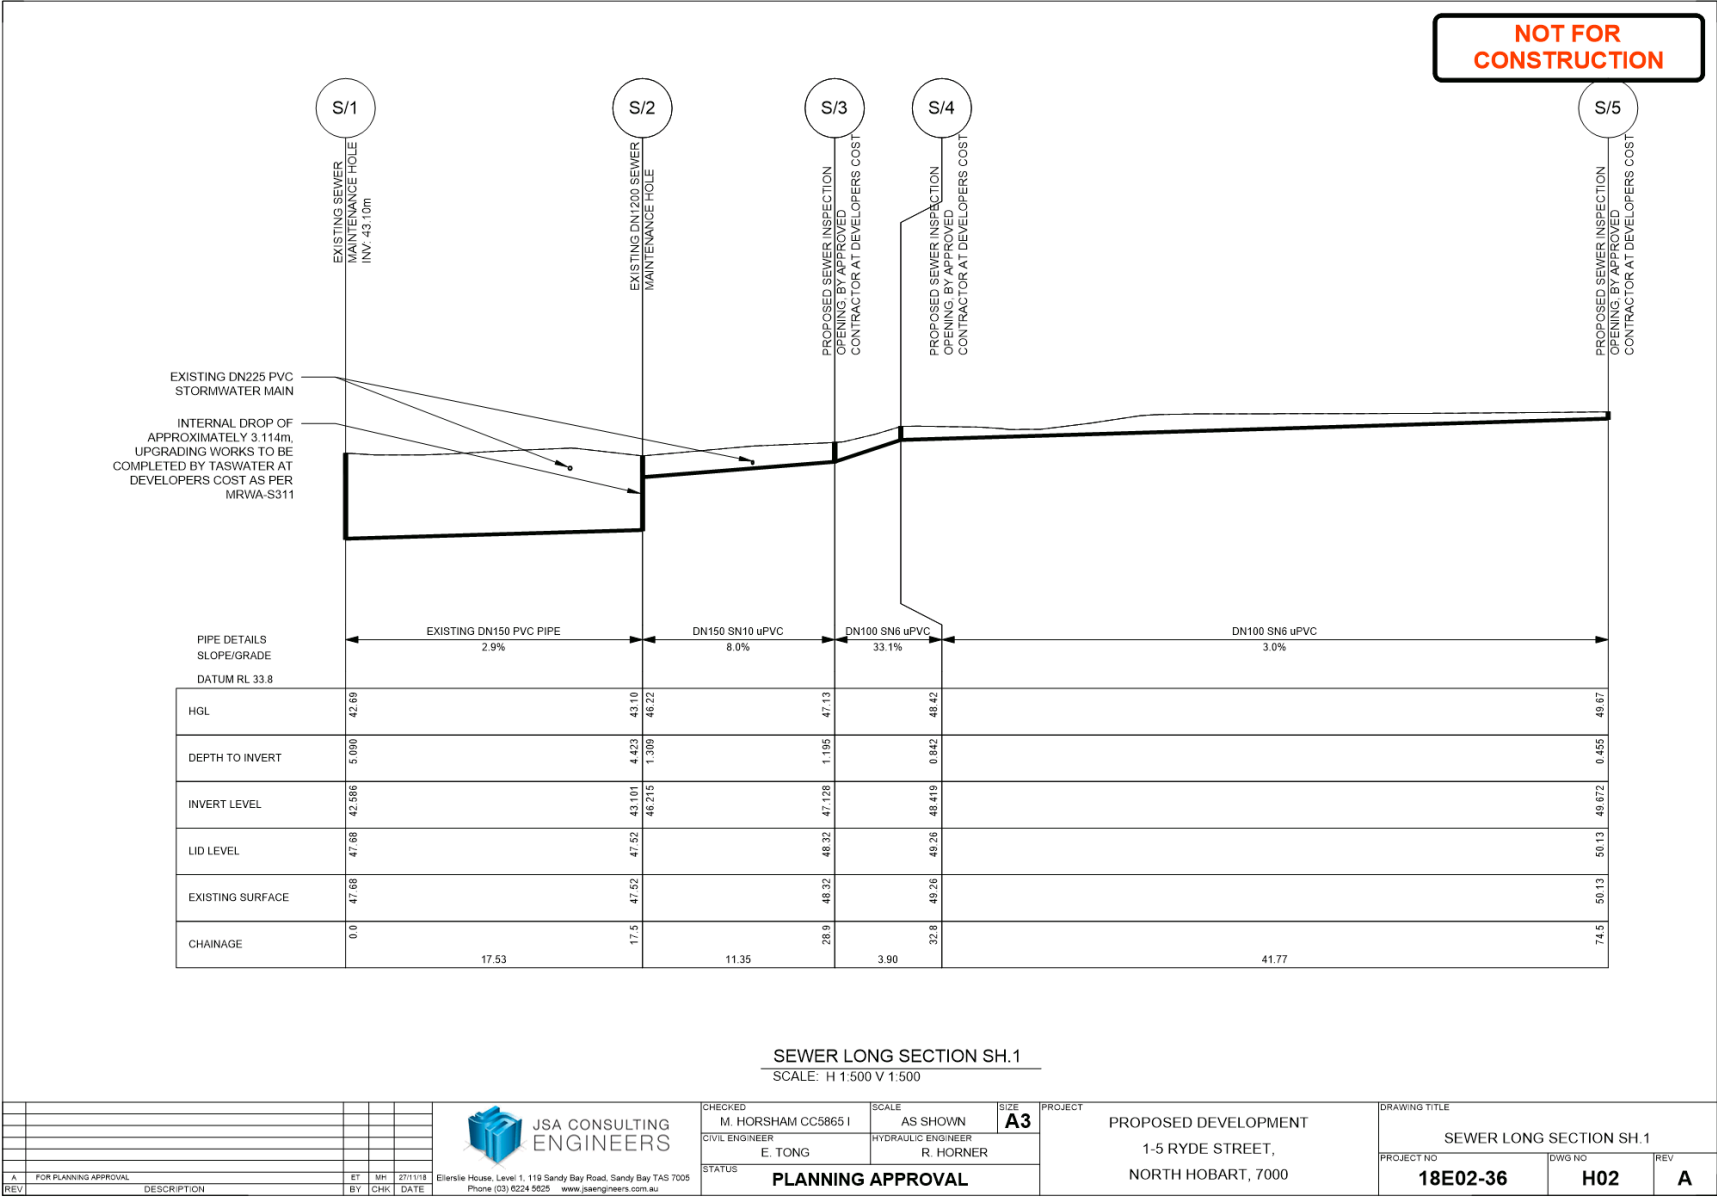 NOT FOR
CONSTRUCTION
S/1
S/2
S/3
S/4
S/5
EXISTING SEWER
MAINTENANCE HOLE
INV: 43.10m
EXISTING DN1200 SEWER
MAINTENANCE HOLE
PROPOSED SEWER INSPECTION
OPENING, BY APPROVED
CONTRACTOR AT DEVELOPERS COST
PROPOSED SEWER INSPECTION
OPENING, BY APPROVED
CONTRACTOR AT DEVELOPERS COST
PROPOSED SEWER INSPECTION
OPENING, BY APPROVED
CONTRACTOR AT DEVELOPERS COST
EXISTING DN225 PVC
STORMWATER MAIN
INTERNAL DROP OF
APPROXIMATELY 3.114m,
UPGRADING WORKS TO BE
COMPLETED BY TASWATER AT
DEVELOPERS COST AS PER
MRWA-S311
PIPE DETAILS
EXISTING DN150 PVC PIPE
DN150 SN10 uPVC
DN100 SN6 uPVC
DN100 SN6 uPVC
SLOPE/GRADE
2.9%
8.0%
33.1%
3.0%
DATUM RL 33.8
HGL
42.69
43.10
46.22
47.13
48.42
49.67
DEPTH TO INVERT
5.090
4.423
1.309
1.195
0.842
0.455
INVERT LEVEL
42.586
43.101
46.215
47.128
48.419
49.672
LID LEVEL
47.68
47.52
48.32
49.26
50.13
EXISTING SURFACE
47.68
47.52
48.32
49.26
50.13
CHAINAGE
0.0
17.5
28.9
32.8
74.5
17.53
11.35
3.90
41.77
SEWER LONG SECTION SH.1
SCALE: H 1:500 V 1:500
A FOR PLANNING APPROVAL ET MH 27/11/18
REV DESCRIPTION BY CHK DATE
JSA CONSULTING
ENGINEERS
Ellerslie House, Level 1, 119 Sandy Bay Road, Sandy Bay TAS 7005
Phone (03) 6224 5625 www.jsaengineers.com.au
CHECKED
M. HORSHAM CC5865 I
SCALE
AS SHOWN
SIZE
A3
CIVIL ENGINEER
E. TONG
HYDRAULIC ENGINEER
R. HORNER
STATUS
PLANNING APPROVAL
PROJECT
PROPOSED DEVELOPMENT
1-5 RYDE STREET,
NORTH HOBART, 7000
DRAWING TITLE
SEWER LONG SECTION SH.1
PROJECT NO
18E02-36
DWG NO
H02
REV
A